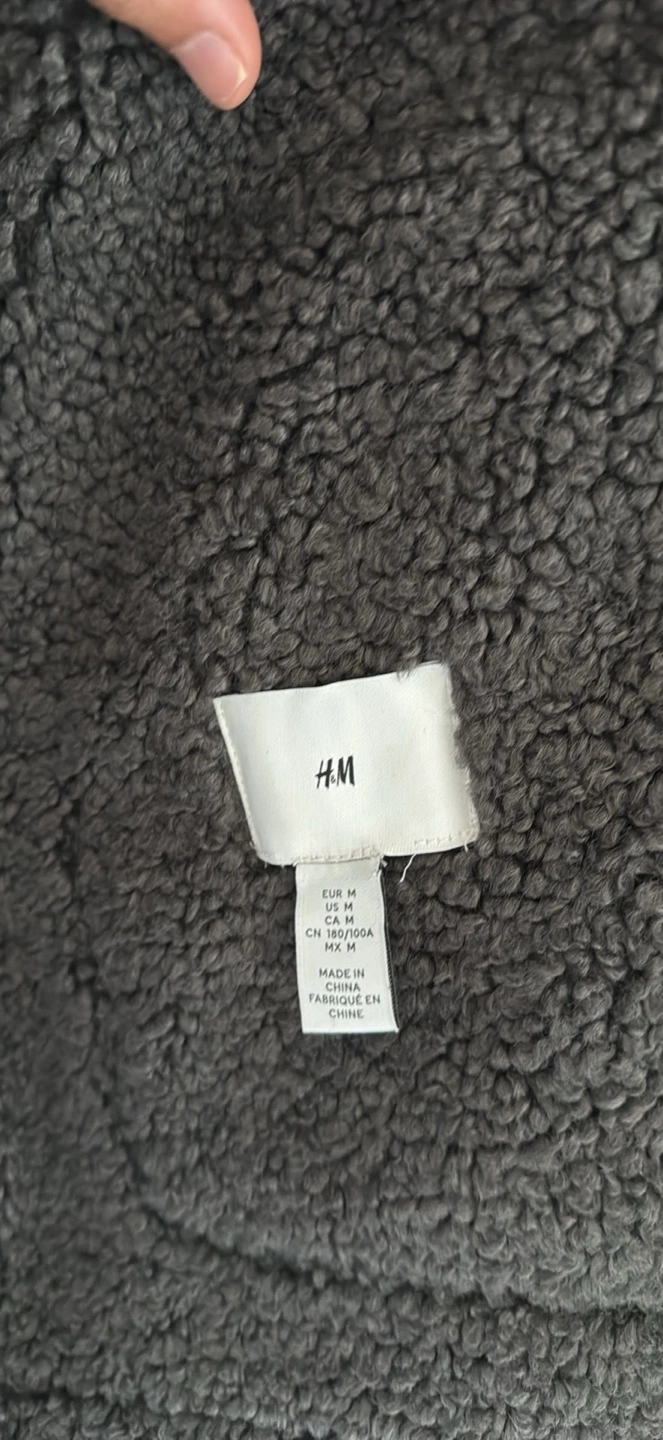 H&M
EUR M
US M
CA M
CN 180/100A
MX M
MADE IN
CHINA
FABRIQUÉ EN
CHINE